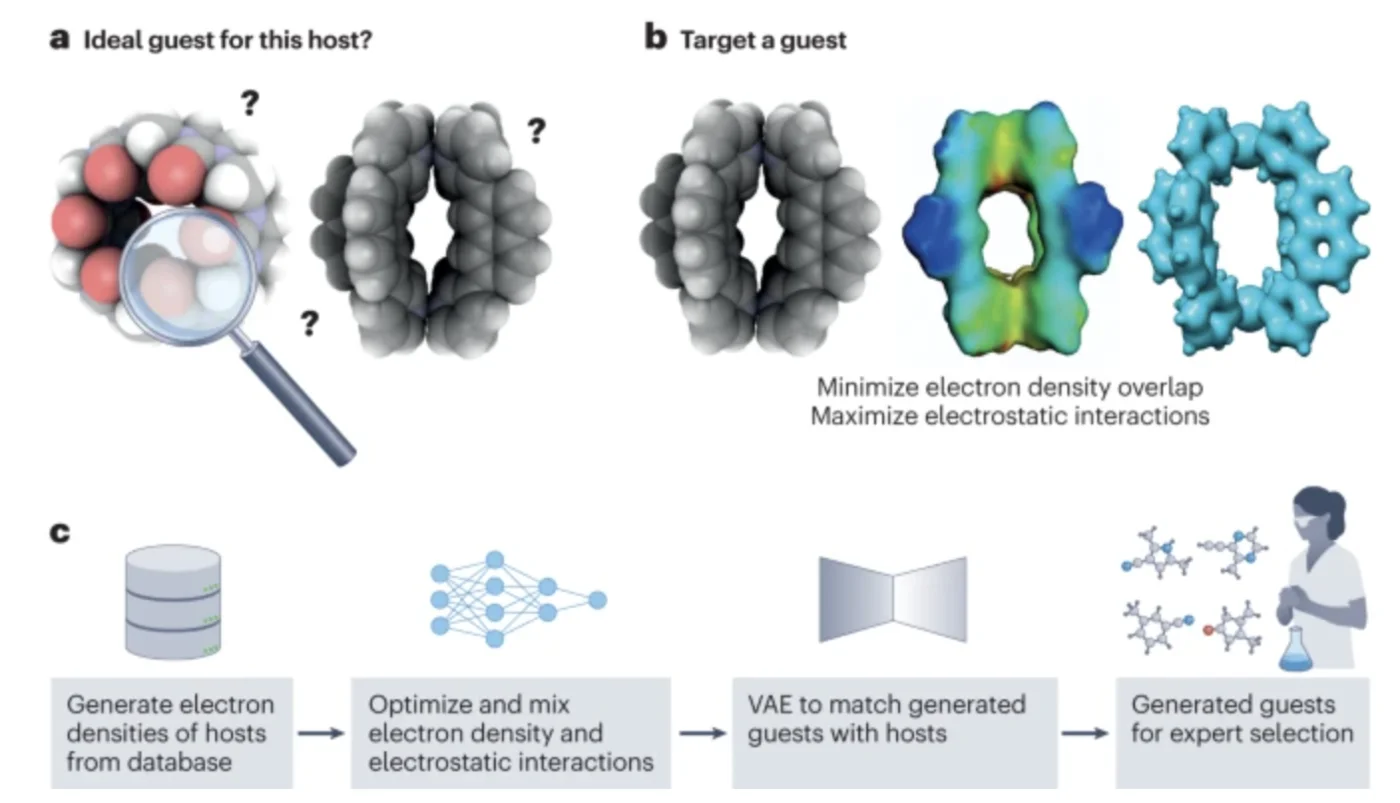 a Ideal guest for this host?
b Target a guest
?
?
?
Minimize electron density overlap
Maximize electrostatic interactions
c
Generate electron
densities of hosts
from database
Optimize and mix
electron density and
electrostatic interactions
VAE to match generated
guests with hosts
Generated guests
for expert selection